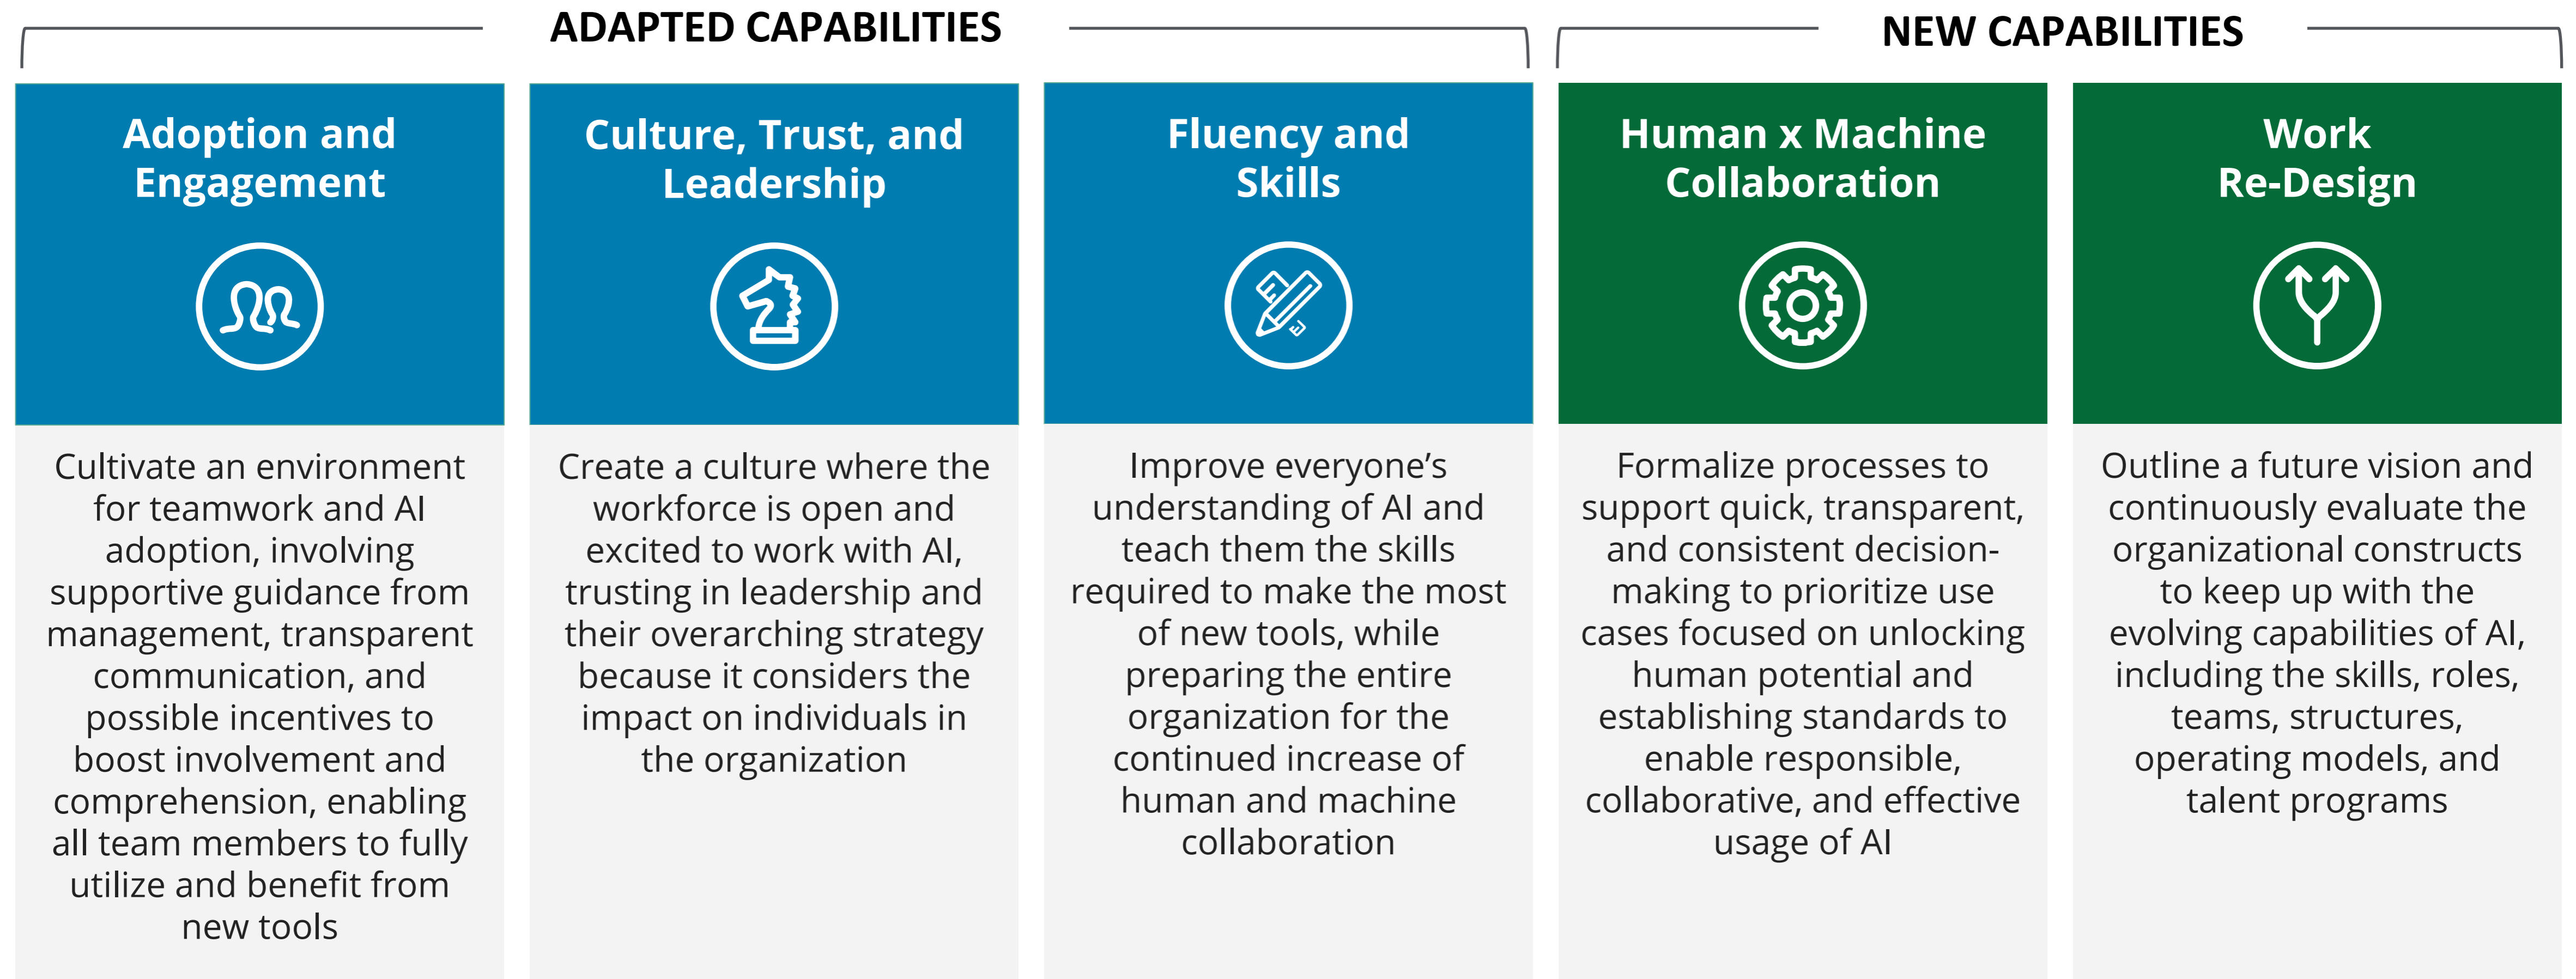 ADAPTED CAPABILITIES
NEW CAPABILITIES
Adoption and
Engagement
Cultivate an environment
for teamwork and AI
adoption, involving
supportive guidance from
management, transparent
communication, and
possible incentives to
boost involvement and
comprehension, enabling
all team members to fully
utilize and benefit from
new tools
Culture, Trust, and
Leadership
Create a culture where the
workforce is open and
excited to work with AI,
trusting in leadership and
their overarching strategy
because it considers the
impact on individuals in
the organization
Fluency and
Skills
Improve everyone’s
understanding of AI and
teach them the skills
required to make the most
of new tools, while
preparing the entire
organization for the
continued increase of
human and machine
collaboration
Human x Machine
Collaboration
Formalize processes to
support quick, transparent,
and consistent decision-
making to prioritize use
cases focused on unlocking
human potential and
establishing standards to
enable responsible,
collaborative, and effective
usage of AI
Work
Re-Design
Outline a future vision and
continuously evaluate the
organizational constructs
to keep up with the
evolving capabilities of AI,
including the skills, roles,
teams, structures,
operating models, and
talent programs